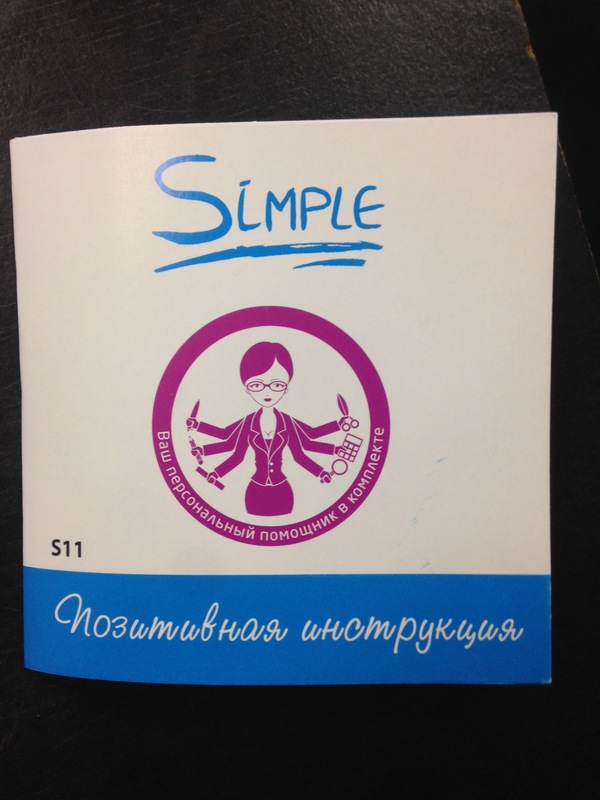 SIMPLE
Ваш персональный помощник в комплекте
S11
Позитивная инструкция